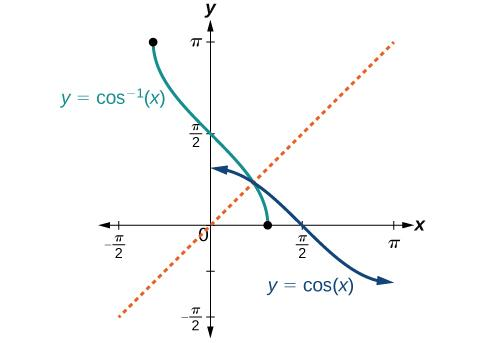 y
π
y = cos⁻¹(x)
π/2
x
-π/2
0
π/2
π
y = cos(x)
-π/2